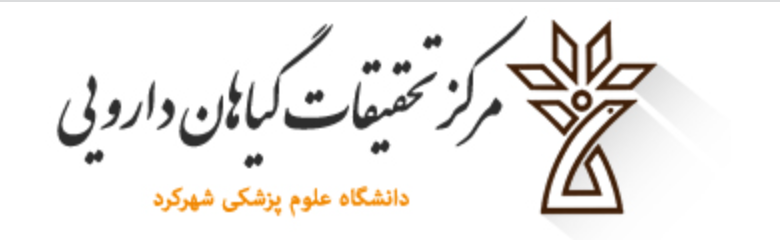 مرکز تحقیقات گیاهان دارویی
دانشگاه علوم پزشکی شهرکرد